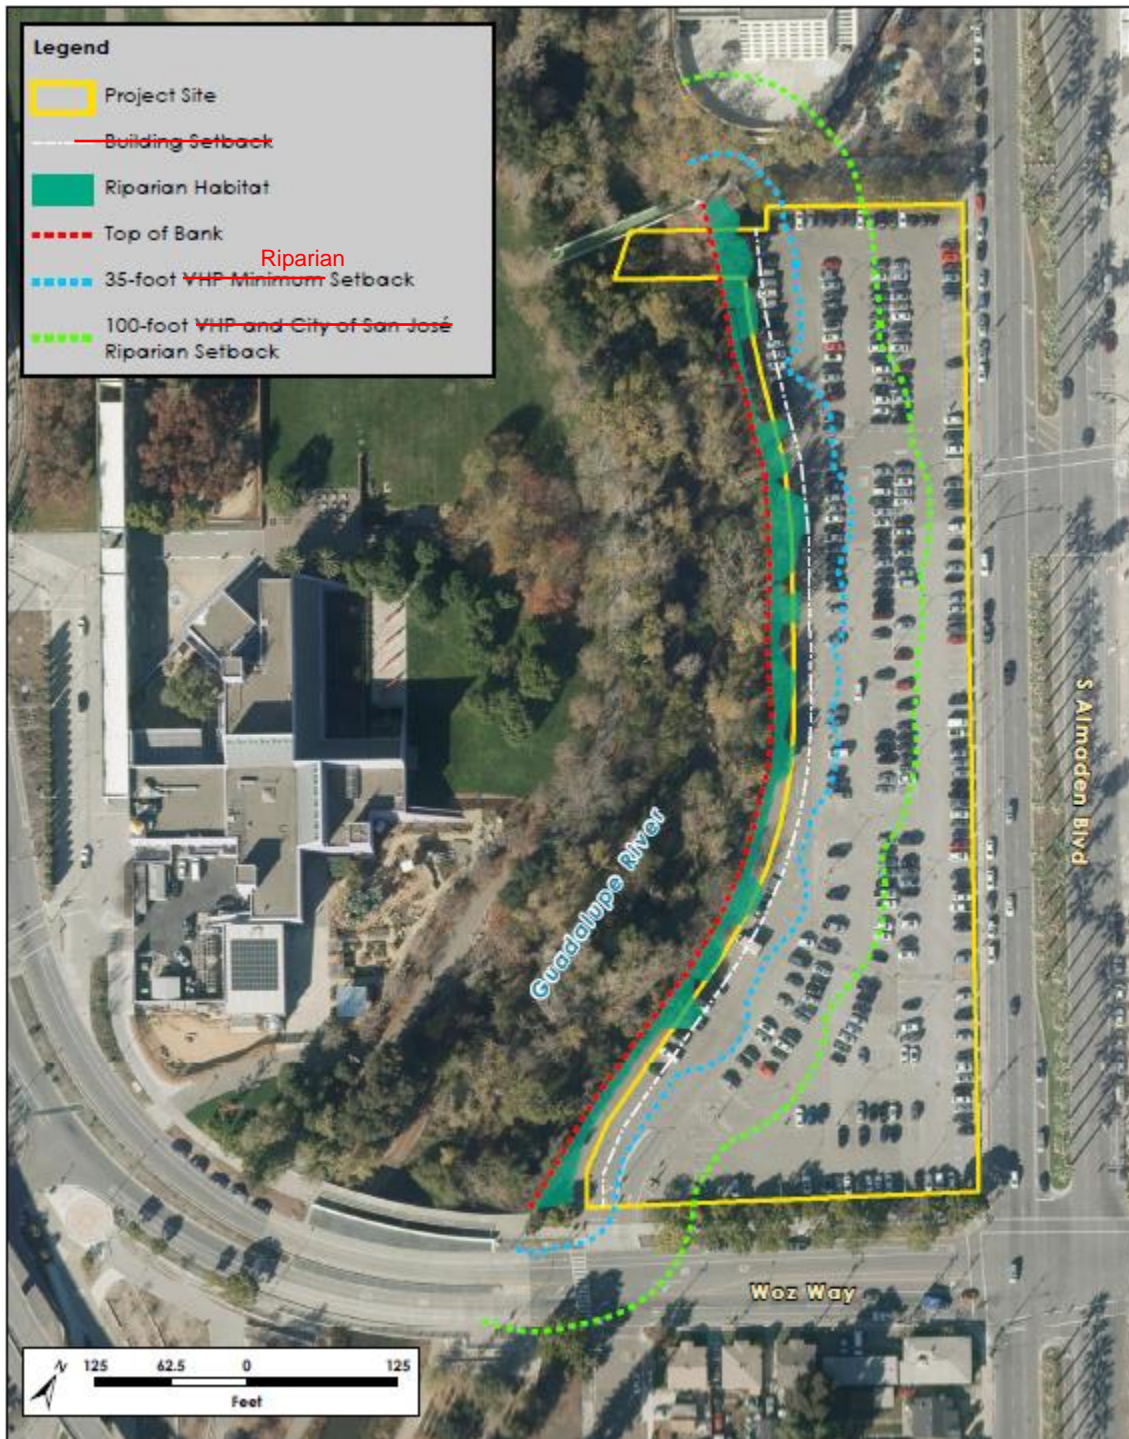 Legend
Project Site
Building Setback
Riparian Habitat
Top of Bank
Riparian
35-foot VHP Minimum Setback
100-foot VHP and City of San José
Riparian Setback
S Almaden Blvd
Guadalupe River
Woz Way
N 125 62.5 0 125
Feet